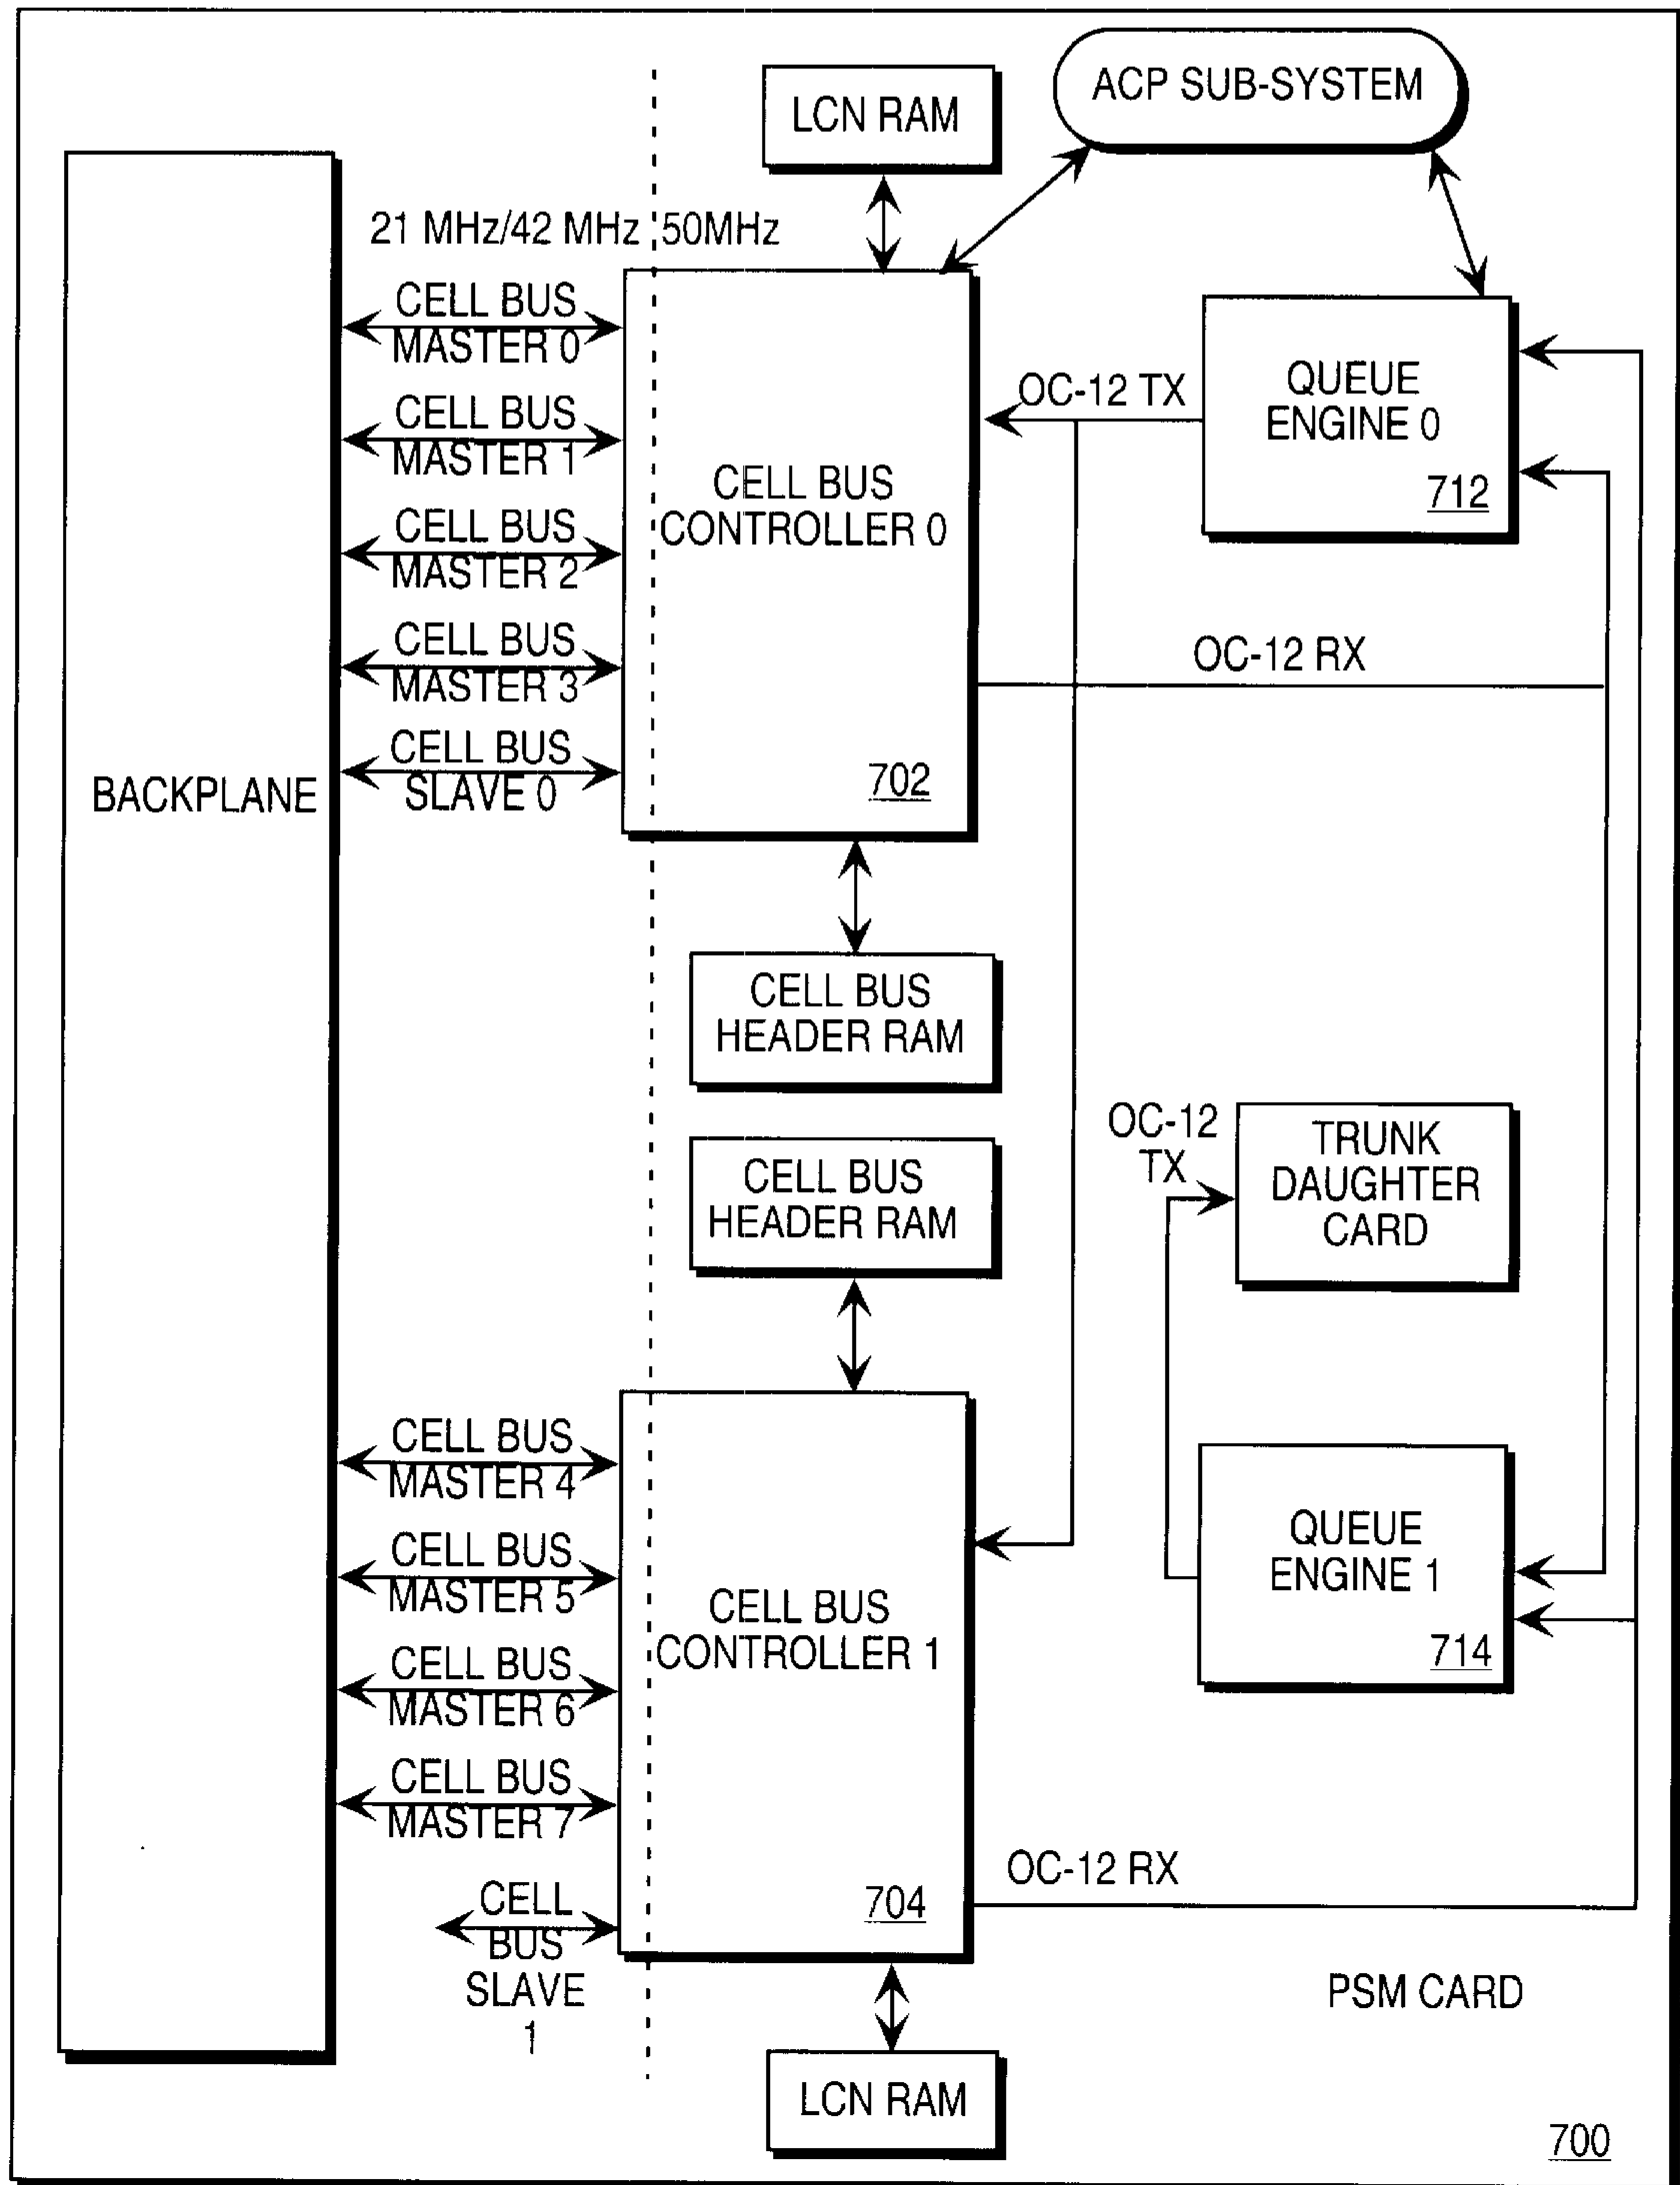 ACP SUB-SYSTEM
LCN RAM
21 MHz/42 MHz
50MHz
CELL BUS
MASTER 0
CELL BUS
MASTER 1
CELL BUS
MASTER 2
CELL BUS
MASTER 3
CELL BUS
SLAVE 0
BACKPLANE
CELL BUS
CONTROLLER 0
702
OC-12 TX
QUEUE
ENGINE 0
712
OC-12 RX
CELL BUS
HEADER RAM
CELL BUS
HEADER RAM
OC-12
TX
TRUNK
DAUGHTER
CARD
CELL BUS
MASTER 4
CELL BUS
MASTER 5
CELL BUS
MASTER 6
CELL BUS
MASTER 7
CELL
BUS
SLAVE
1
CELL BUS
CONTROLLER 1
704
QUEUE
ENGINE 1
714
OC-12 RX
PSM CARD
LCN RAM
700